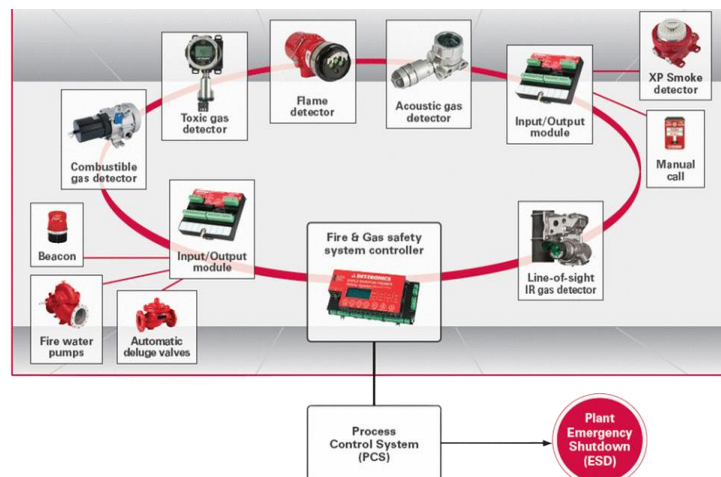 Toxic gas
detector
Flame
detector
Acoustic gas
detector
Input/Output
module
XP Smoke
detector
Manual
call
Combustible
gas detector
Beacon
Input/Output
module
Fire & Gas safety
system controller
DETTRONICS
Line-of-sight
IR gas detector
Fire water
pumps
Automatic
deluge valves
Process
Control System
(PCS)
Plant
Emergency
Shutdown
(ESD)